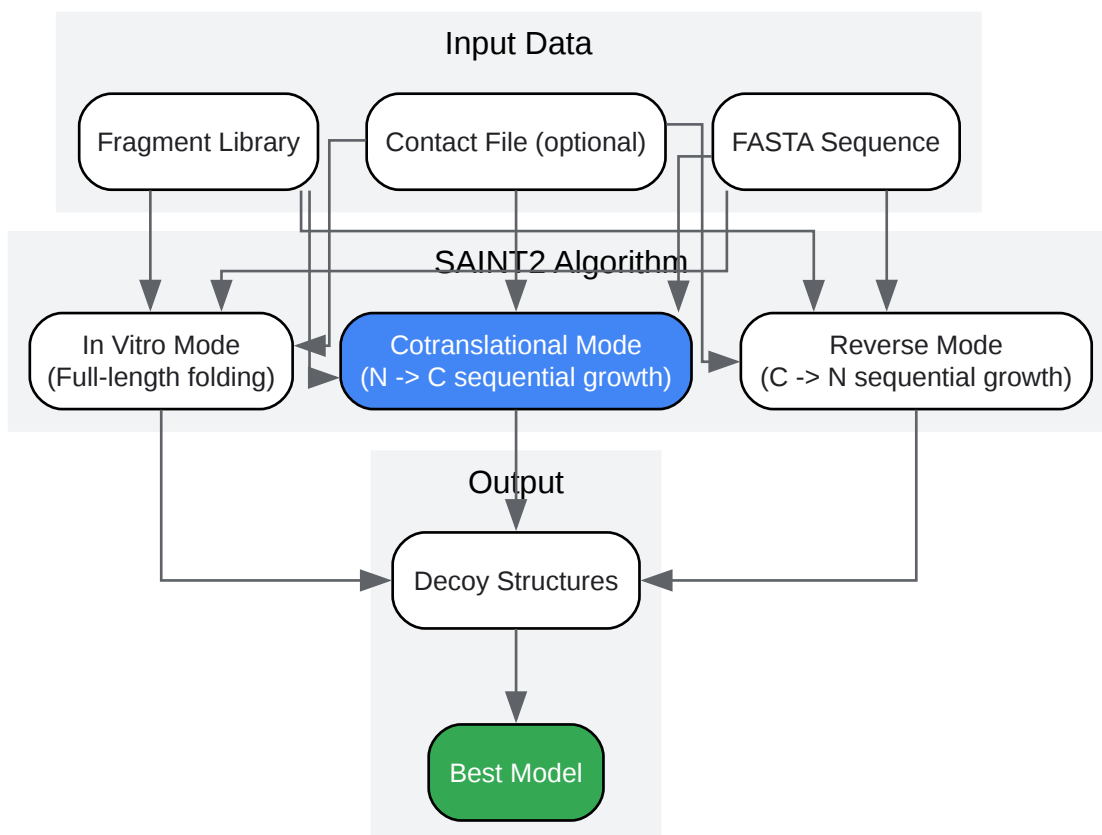 Input Data
Fragment Library
Contact File (optional)
FASTA Sequence
SAINT2 Algorithm
In Vitro Mode
(Full-length folding)
Cotranslational Mode
(N -> C sequential growth)
Reverse Mode
(C -> N sequential growth)
Output
Decoy Structures
Best Model